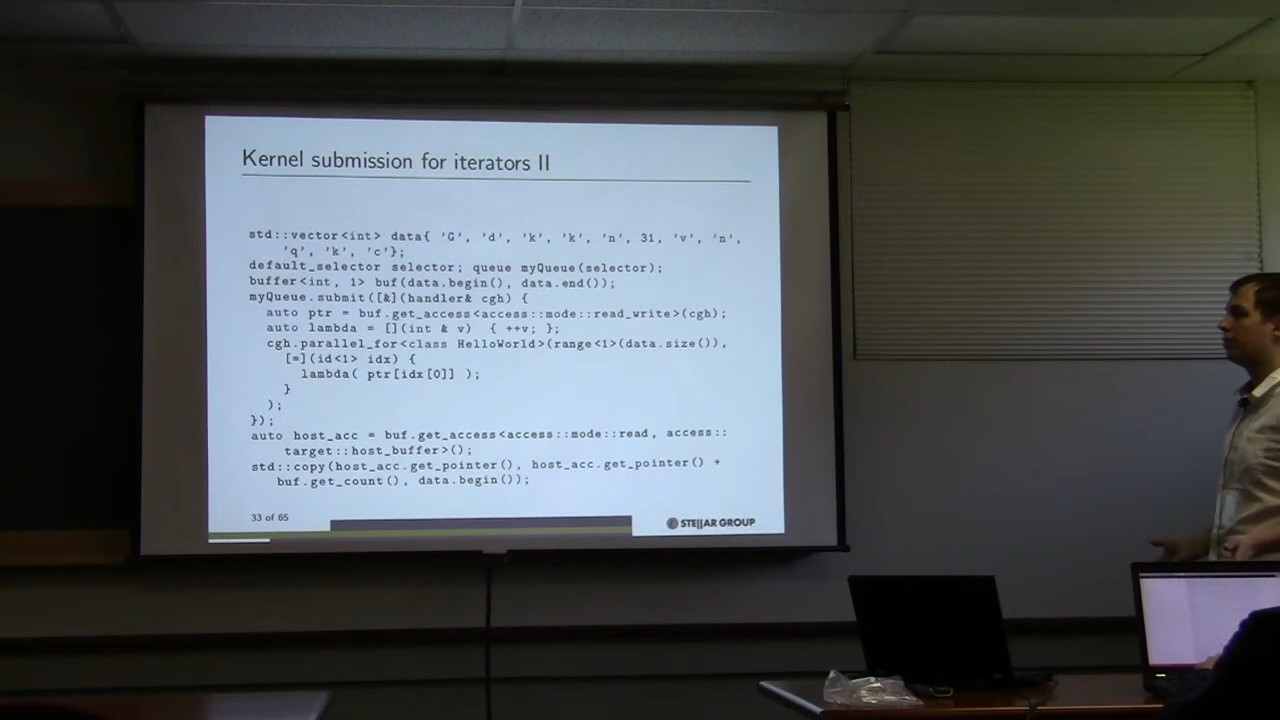 Kernel submission for iterators II
std::vector<int> data{ 'G', 'd', 'k', 'k', 'n', 31, 'v', 'n',
'q', 'k', 'c'};
default_selector selector; queue myQueue(selector);
buffer<int, 1> buf(data.begin(), data.end());
myQueue.submit([&](handler& cgh) {
auto ptr = buf.get_access<access::mode::read_write>(cgh);
auto lambda = [](int & v) { ++v; };
cgh.parallel_for<class HelloWorld>(range<1>(data.size()),
[=](id<1> idx) {
lambda( ptr[idx[0]] );
}
);
});
auto host_acc = buf.get_access<access::mode::read, access::
target::host_buffer>();
std::copy(host_acc.get_pointer(), host_acc.get_pointer() +
buf.get_count(), data.begin());
33 of 65
STE||AR GROUP